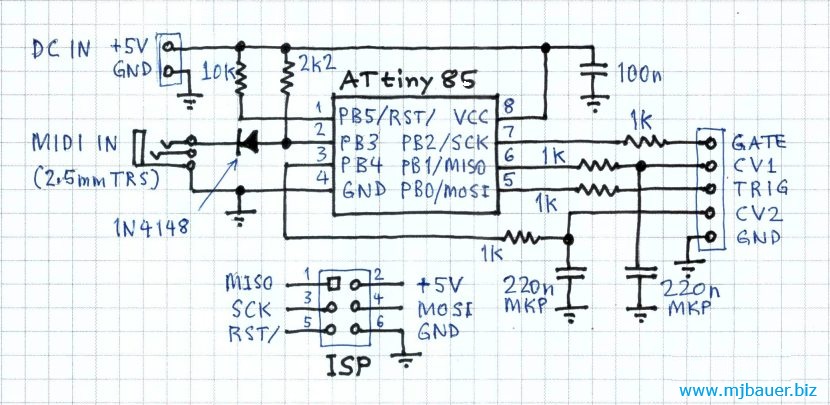 DC IN +5V
GND
10K
2K2
ATtiny85
100n
1 PB5/RST/ VCC 8
MIDI IN
(2.5mm TRS)
2 PB3 PB2/SCK 7
3 PB4 PB1/MISO 6
4 GND PB0/MOSI 5
1K
1K
1K
GATE
CV1
TRIG
CV2
GND
1N4148
1K
220n
MKP
220n
MKP
MISO 1 2 +5V
SCK 3 4 MOSI
RST/ 5 6 GND
ISP
www.mjbauer.biz